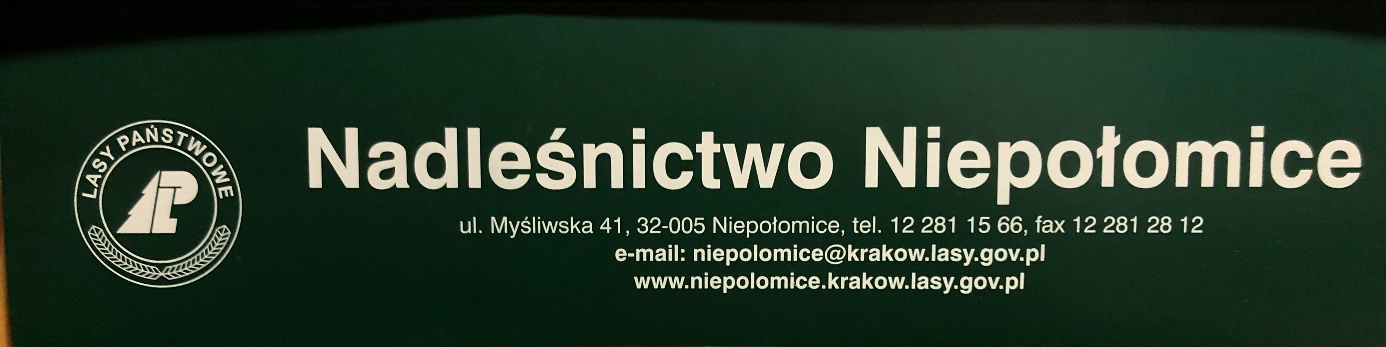 LASY PAŃSTWOWE
LP
Nadleśnictwo Niepołomice
ul. Myśliwska 41, 32-005 Niepołomice, tel. 12 281 15 66, fax 12 281 28 12
e-mail: niepolomice@krakow.lasy.gov.pl
www.niepolomice.krakow.lasy.gov.pl